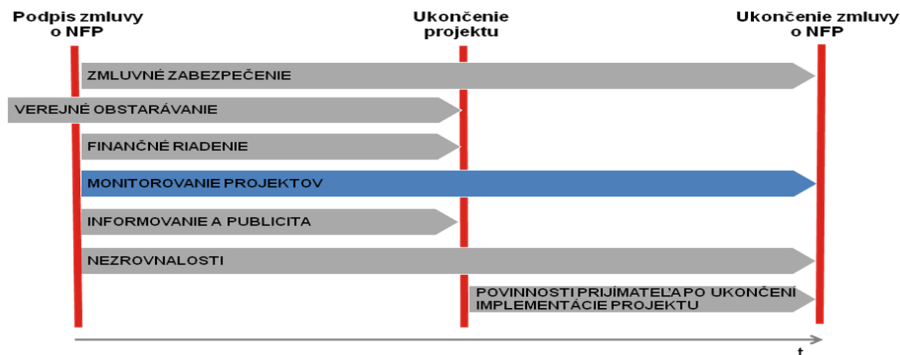 Podpis zmluvy
o NFP
Ukončenie
projektu
Ukončenie zmluvy
o NFP
ZMLUVNÉ ZABEZPEČENIE
VEREJNÉ OBSTARÁVANIE
FINANČNÉ RIADENIE
MONITOROVANIE PROJEKTOV
INFORMOVANIE A PUBLICITA
NEZROVNALOSTI
POVINNOSTI PRIJÍMATEĽA PO UKONČENÍ
IMPLEMENTÁCIE PROJEKTU
t